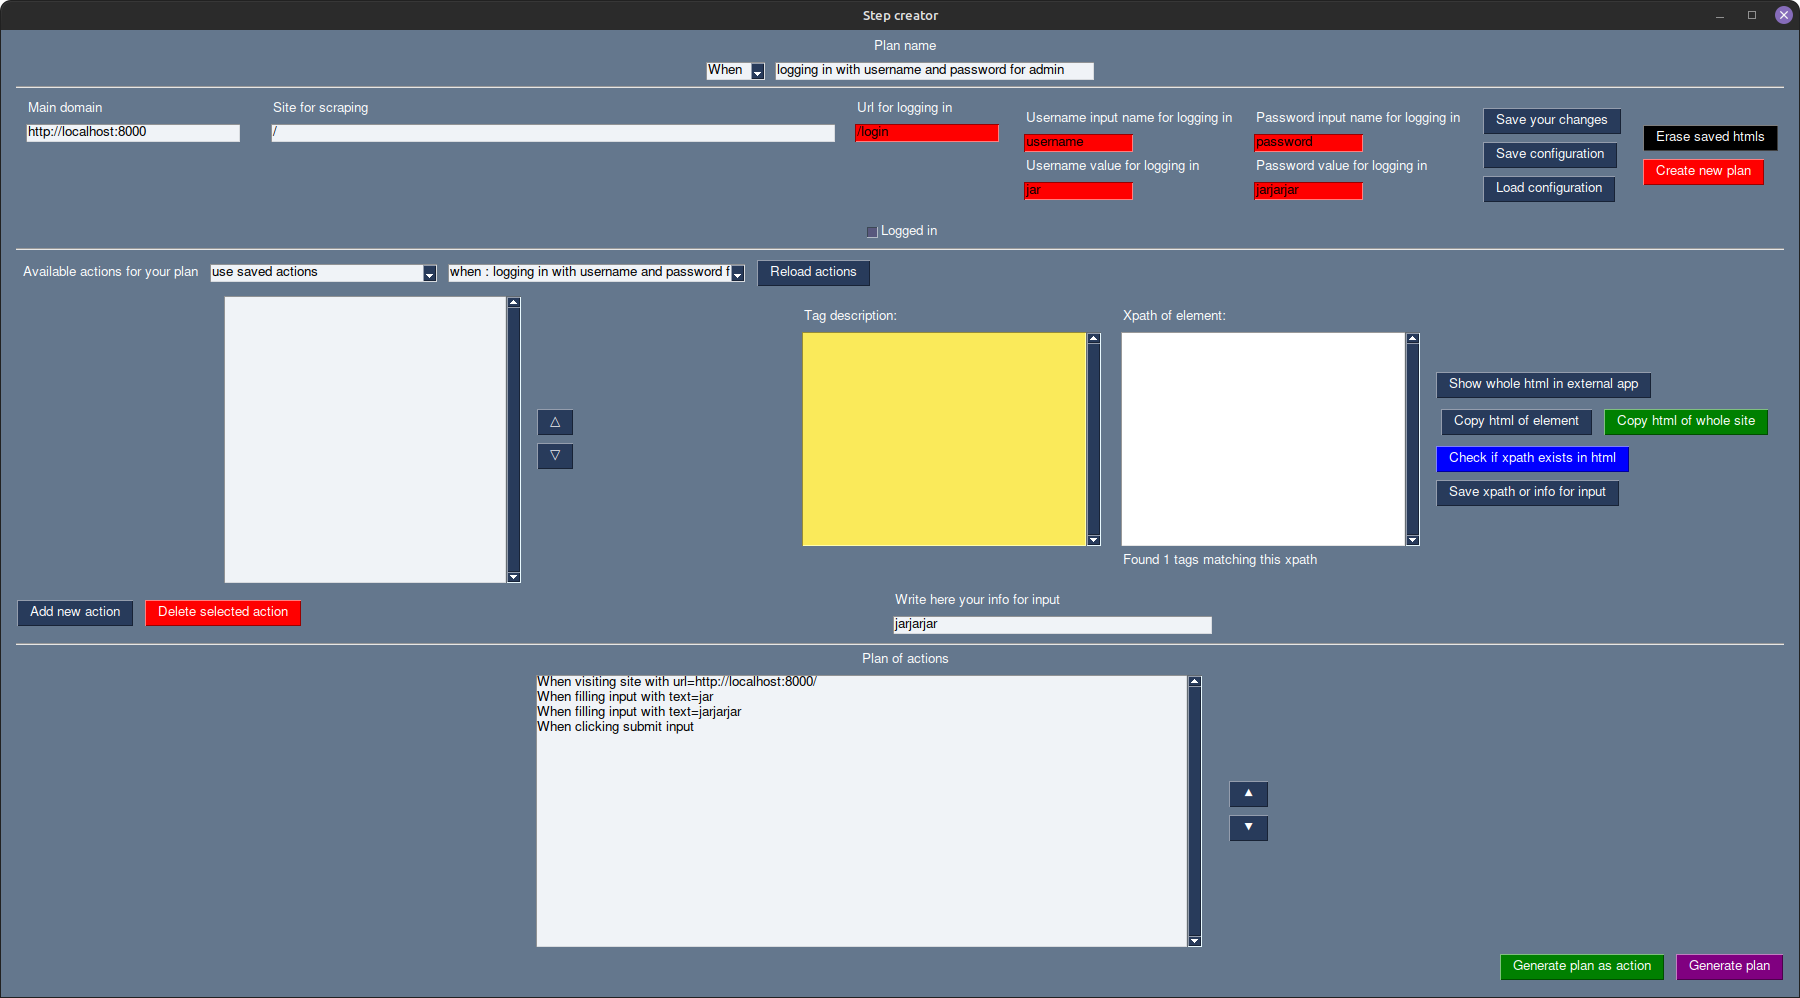 Step creator
Plan name
When logging in with username and password for admin
Main domain
Site for scraping
Url for logging in
http://localhost:8000
/
/login
Username input name for logging in
Password input name for logging in
username
password
Username value for logging in
Password value for logging in
jar
jarjarjar
Save your changes
Save configuration
Load configuration
Erase saved htmls
Create new plan
Logged in
Available actions for your plan
use saved actions
when : logging in with username and password f
Reload actions
△
▽
Tag description:
Xpath of element:
Show whole html in external app
Copy html of element
Copy html of whole site
Check if xpath exists in html
Save xpath or info for input
Found 1 tags matching this xpath
Add new action
Delete selected action
Write here your info for input
jarjarjar
Plan of actions
When visiting site with url=http://localhost:8000/
When filling input with text=jar
When filling input with text=jarjarjar
When clicking submit input
▲
▼
Generate plan as action
Generate plan